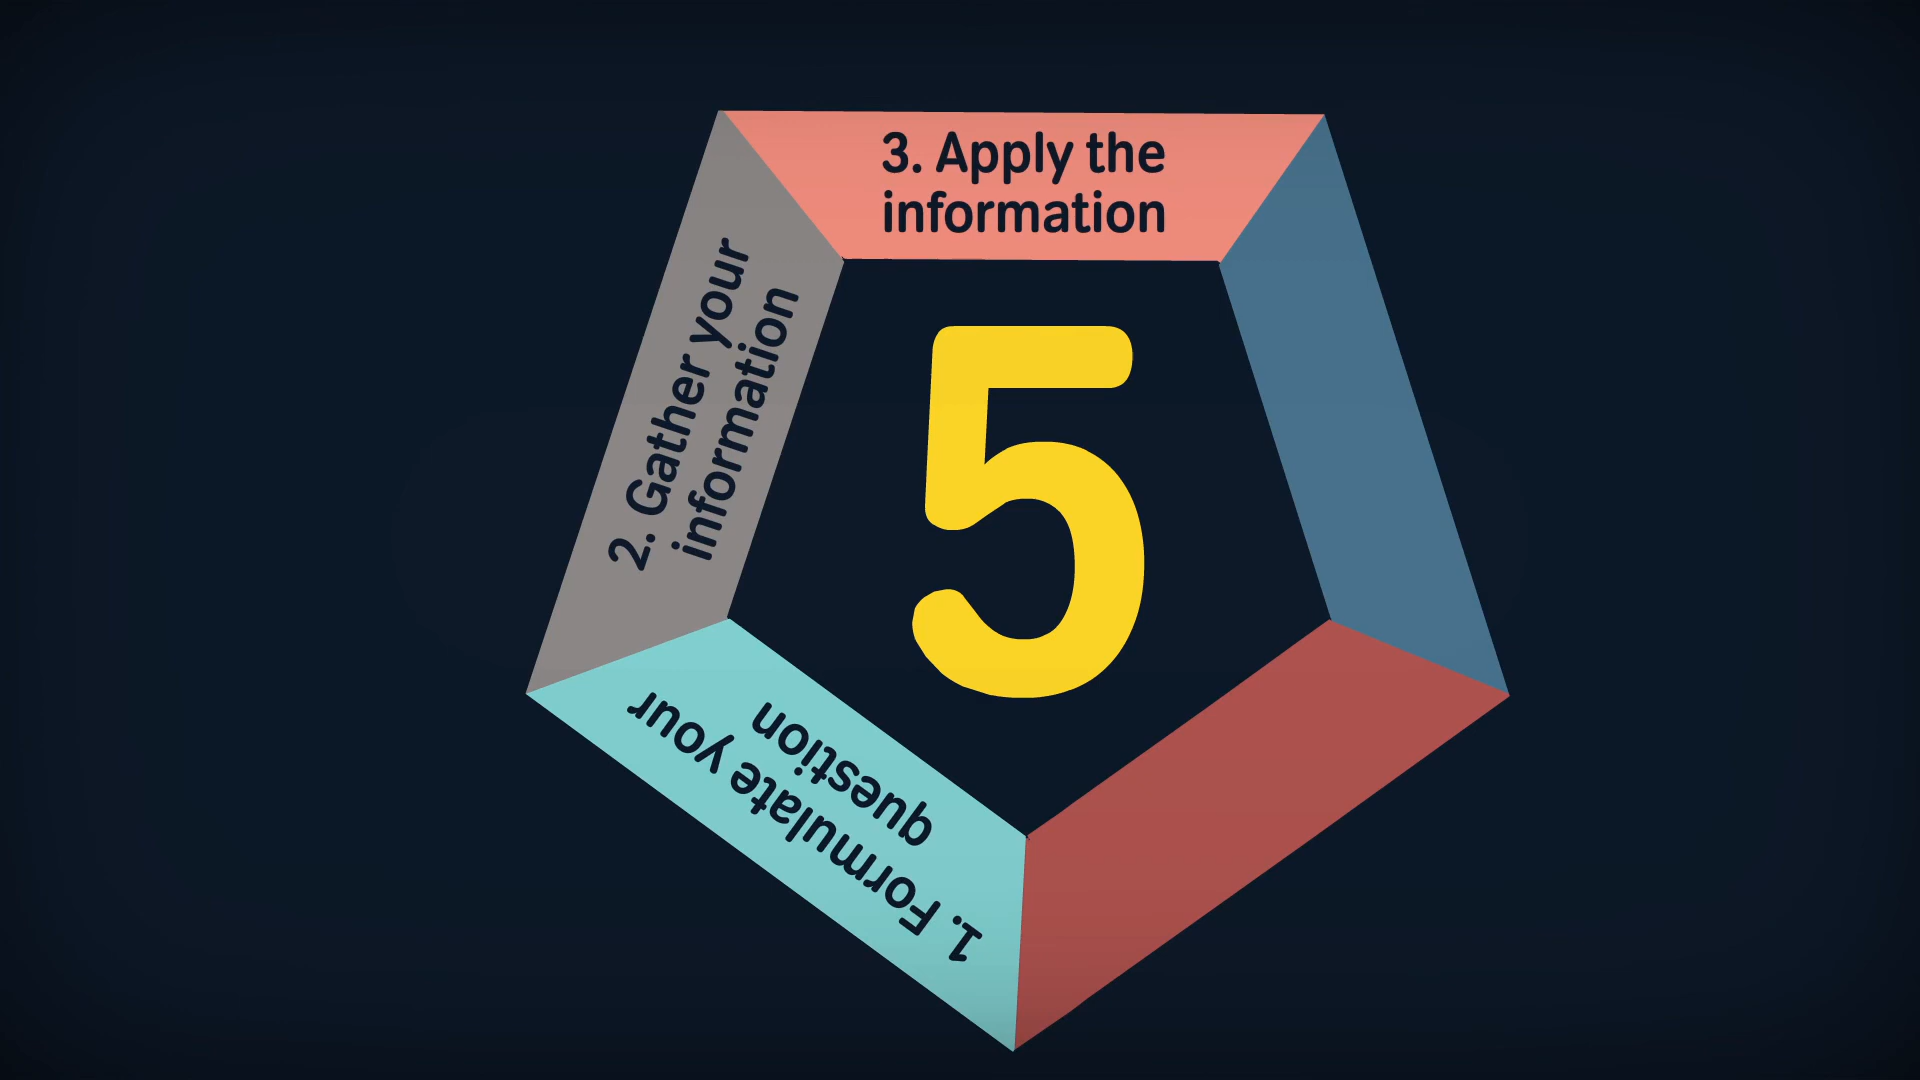 3. Apply the
information
2. Gather your
information
5
1. Formulate your
question